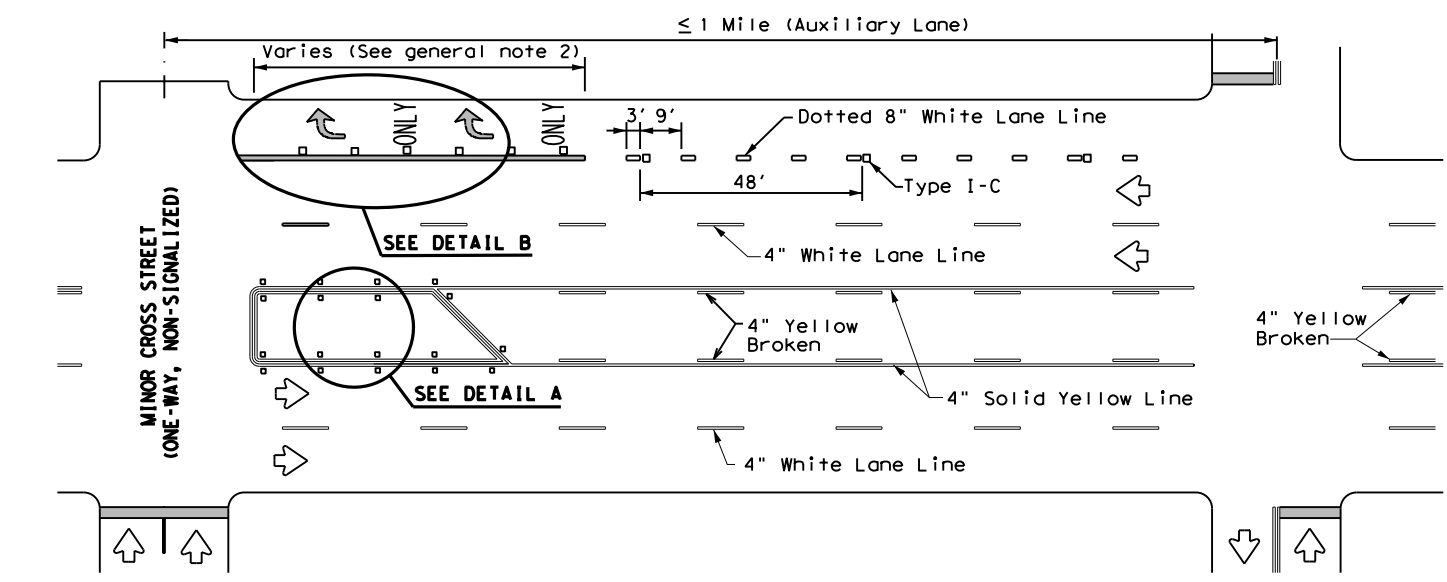 ≤ 1 Mile (Auxiliary Lane)
Varies (See general note 2)
ONLY
ONLY
3' 9'
Dotted 8" White Lane Line
48'
Type I-C
SEE DETAIL B
4" White Lane Line
MINOR CROSS STREET
(ONE-WAY, NON-SIGNALIZED)
4" Yellow
Broken
4" Yellow
Broken
SEE DETAIL A
4" Solid Yellow Line
4" White Lane Line